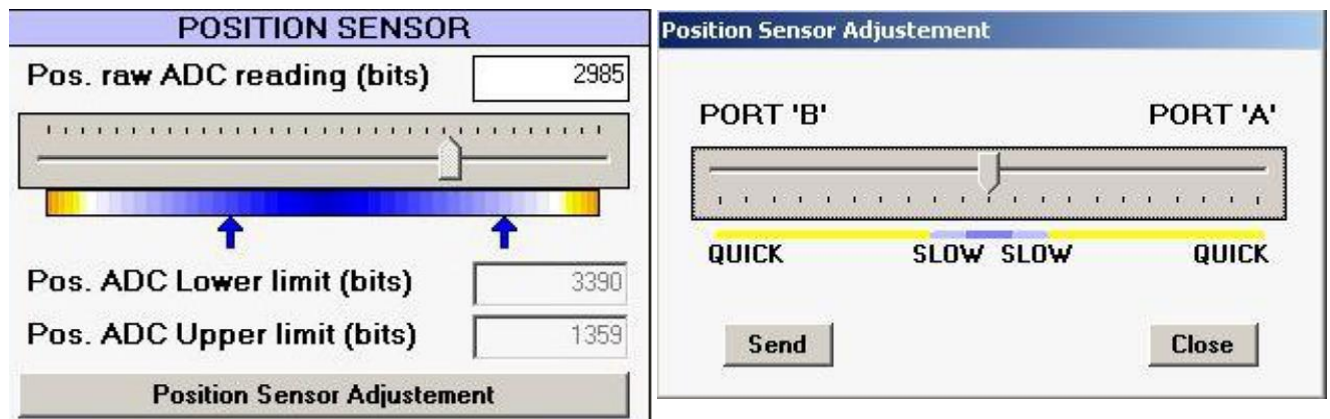 POSITION SENSOR
Pos. raw ADC reading (bits) 2985
Pos. ADC Lower limit (bits) 3390
Pos. ADC Upper limit (bits) 1359
Position Sensor Adjustement
Position Sensor Adjustement
PORT 'B' PORT 'A'
QUICK SLOW SLOW QUICK
Send Close